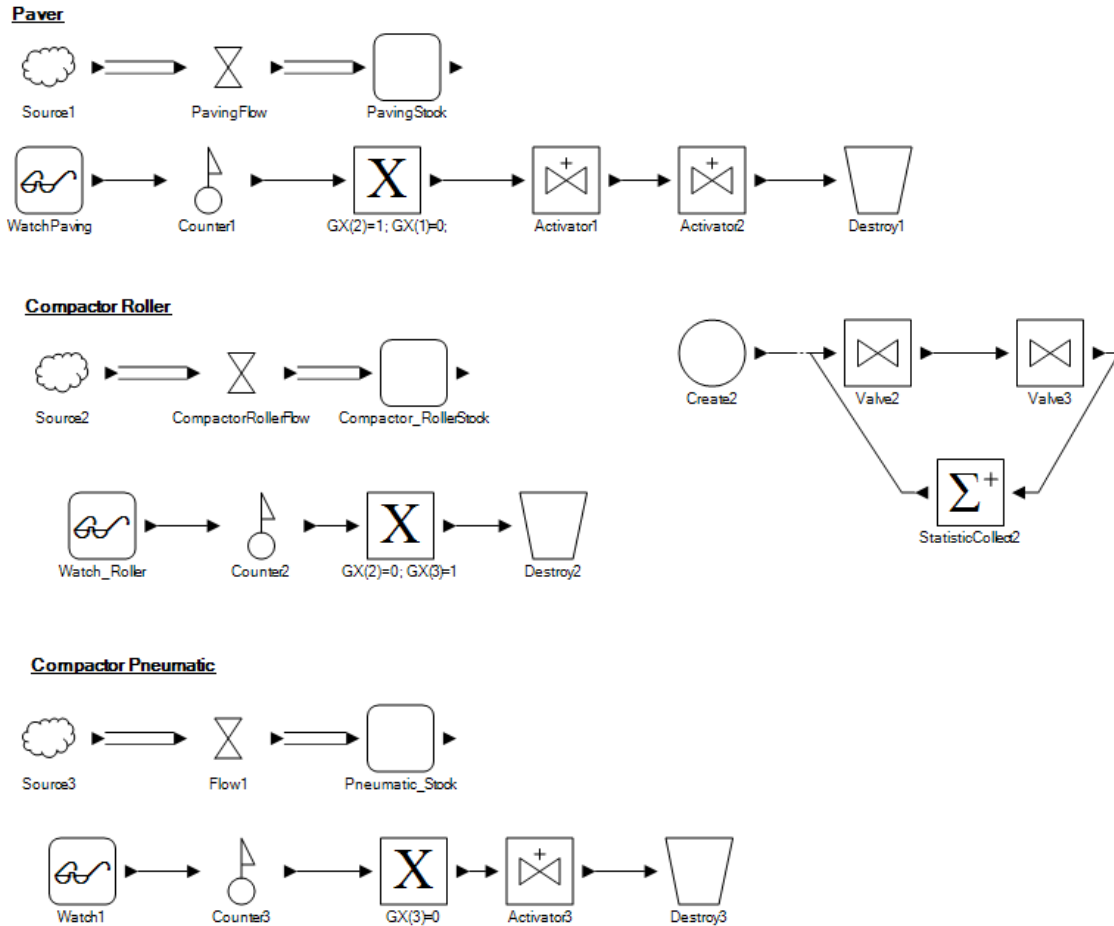 Paver
Source1
PavingFlow
PavingStock
WatchPaving
Counter1
X
GX(2)=1; GX(1)=0;
Activator1
Activator2
Destroy1
Compactor Roller
Source2
CompactorRollerFlow
Compactor_RollerStock
Create2
Valve2
Valve3
Σ+
StatisticCollect2
Watch_Roller
Counter2
X
GX(2)=0; GX(3)=1
Destroy2
Compactor Pneumatic
Source3
Flow1
Pneumatic_Stock
Watch1
Counter3
X
GX(3)=0
Activator3
Destroy3